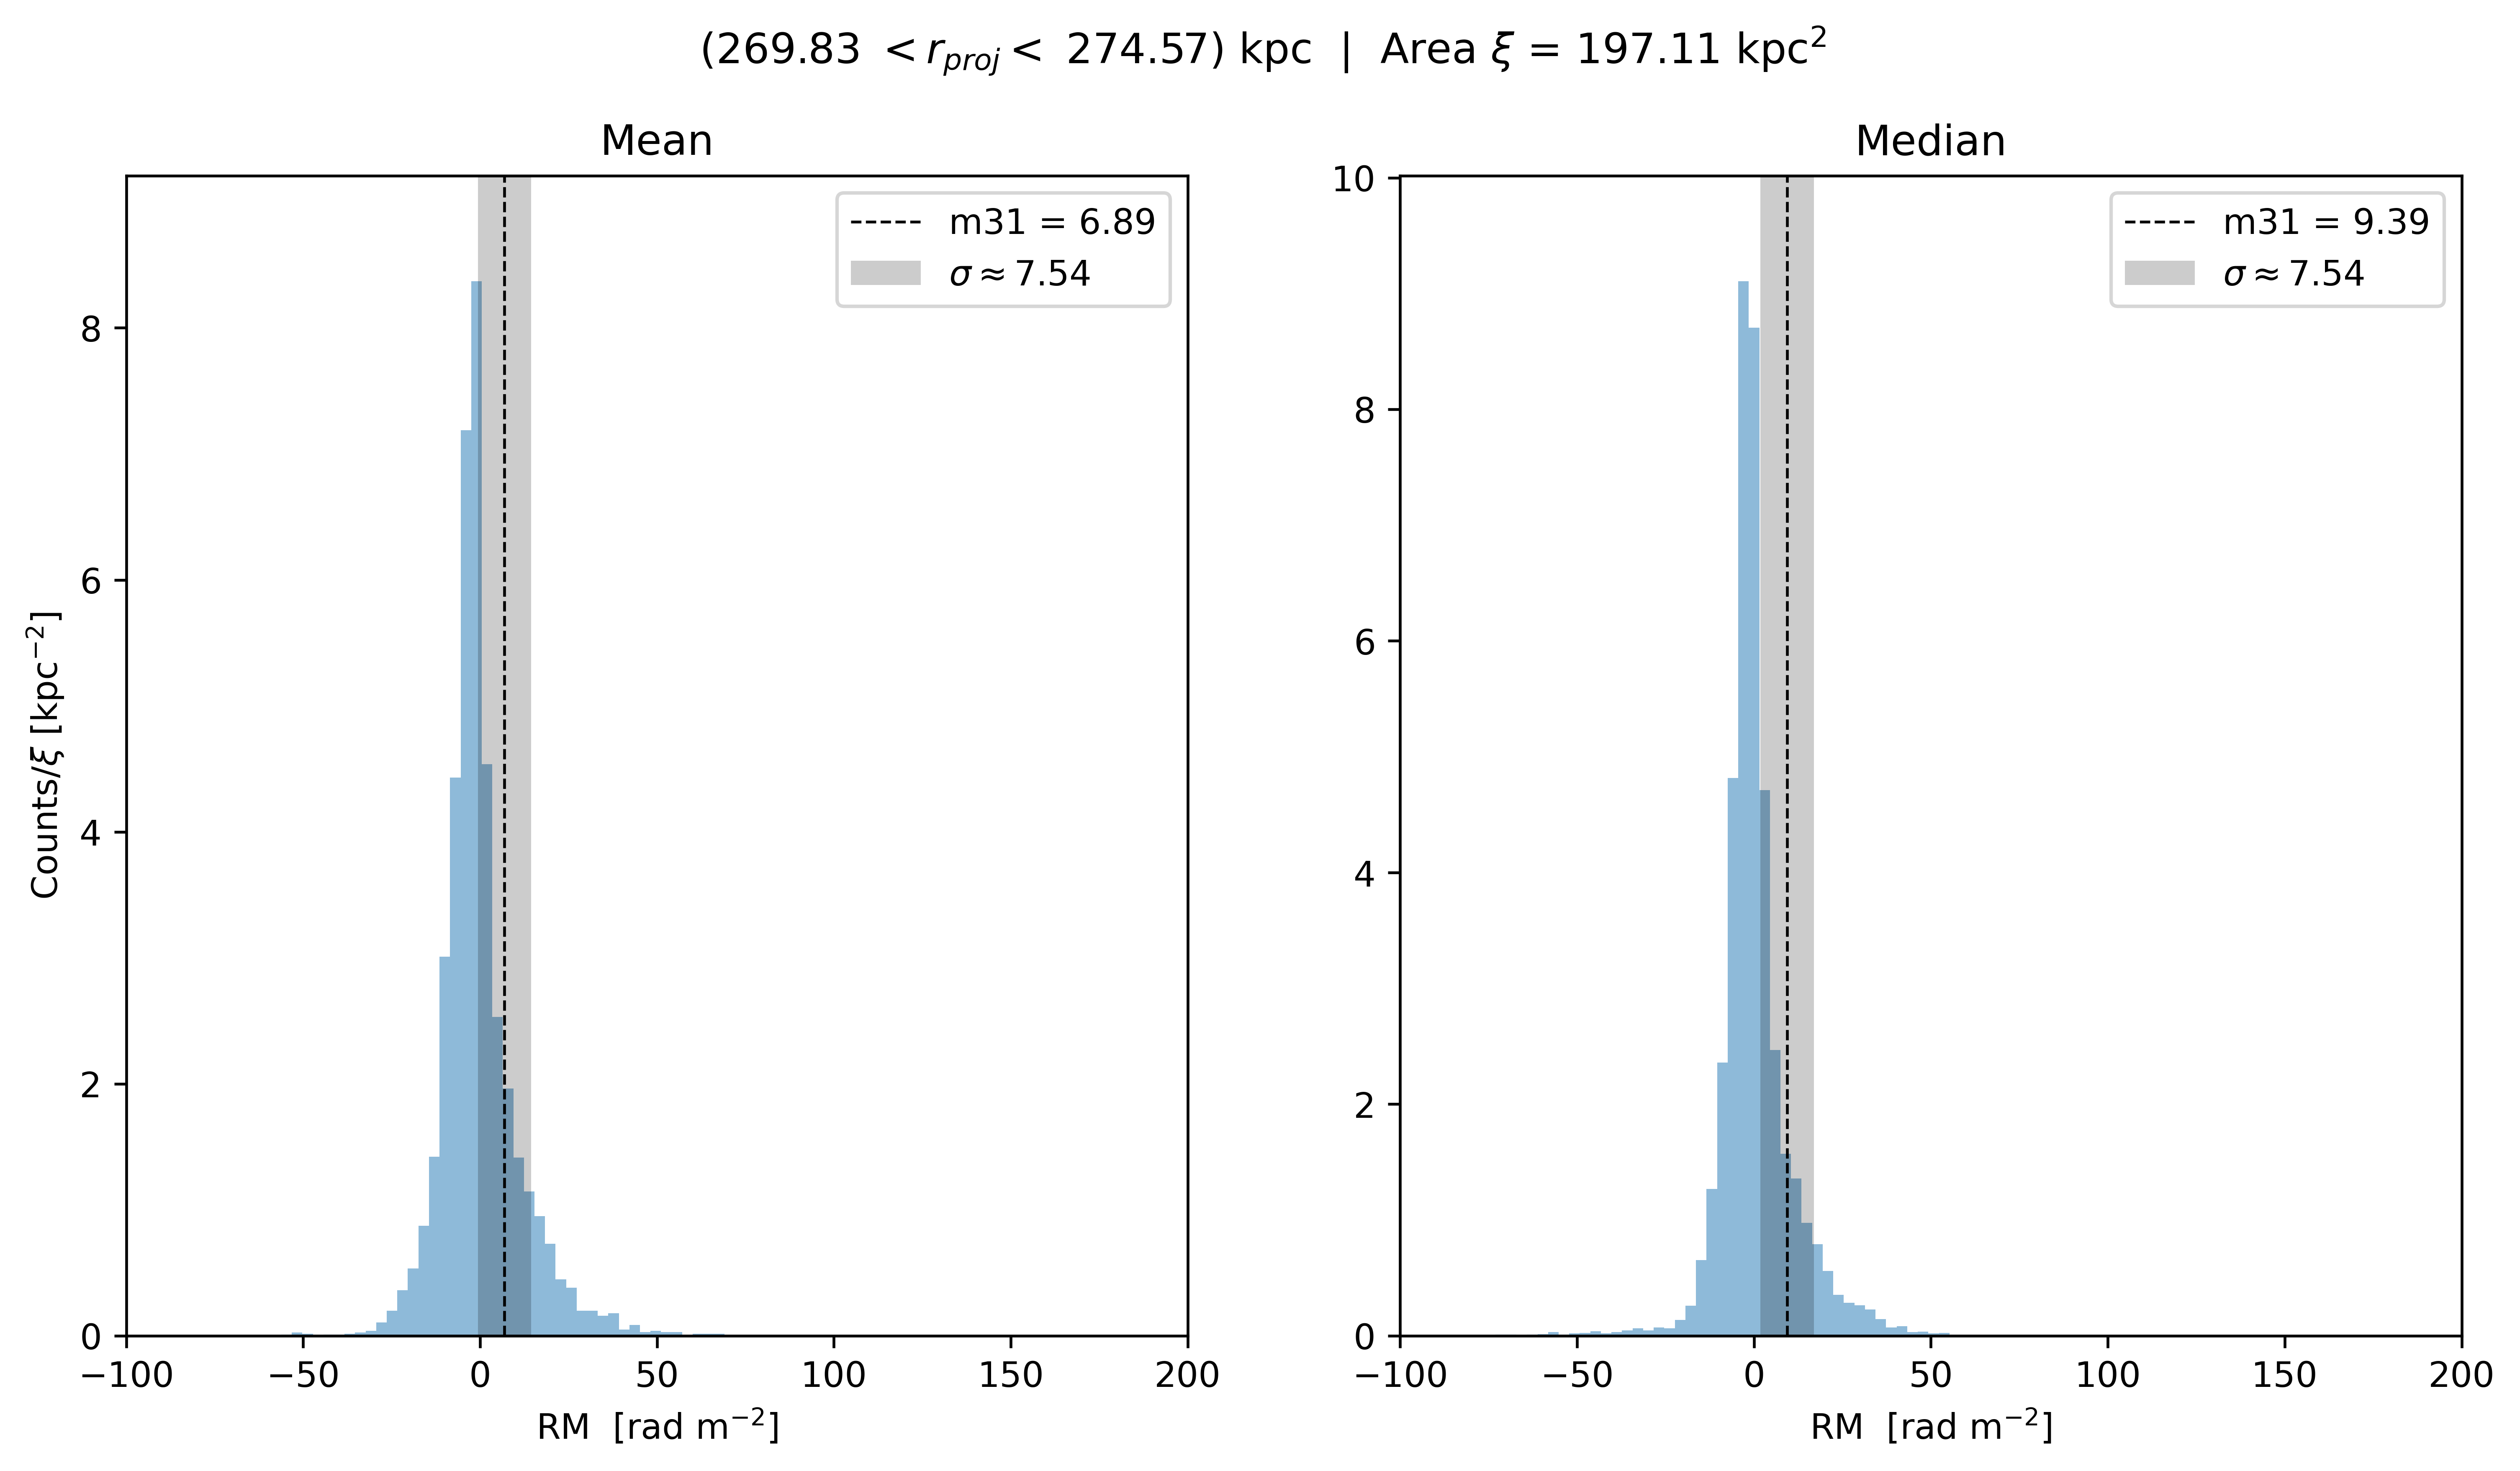 (269.83 < r_proj < 274.57) kpc | Area ξ = 197.11 kpc²
Mean
m31 = 6.89
σ ≈ 7.54
Counts/ξ [kpc⁻²]
8
6
4
2
0
−100 −50 0 50 100 150 200
RM [rad m⁻²]
Median
m31 = 9.39
σ ≈ 7.54
10
8
6
4
2
0
−100 −50 0 50 100 150 200
RM [rad m⁻²]